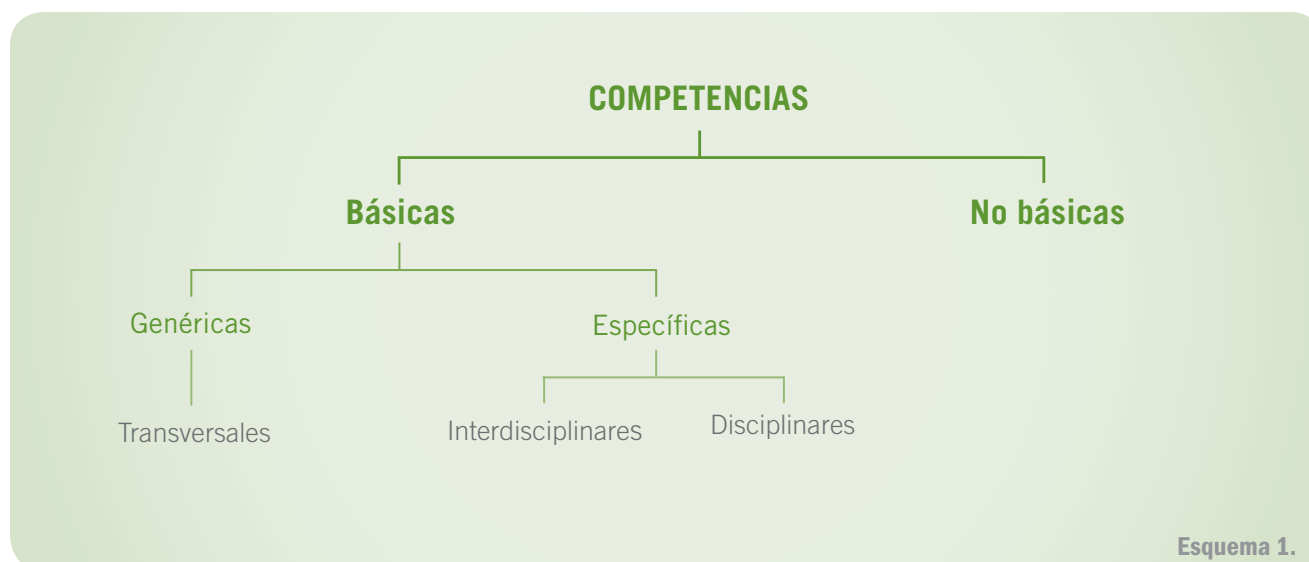 COMPETENCIAS
Básicas
No básicas
Genéricas
Específicas
Transversales
Interdisciplinares
Disciplinares
Esquema 1.